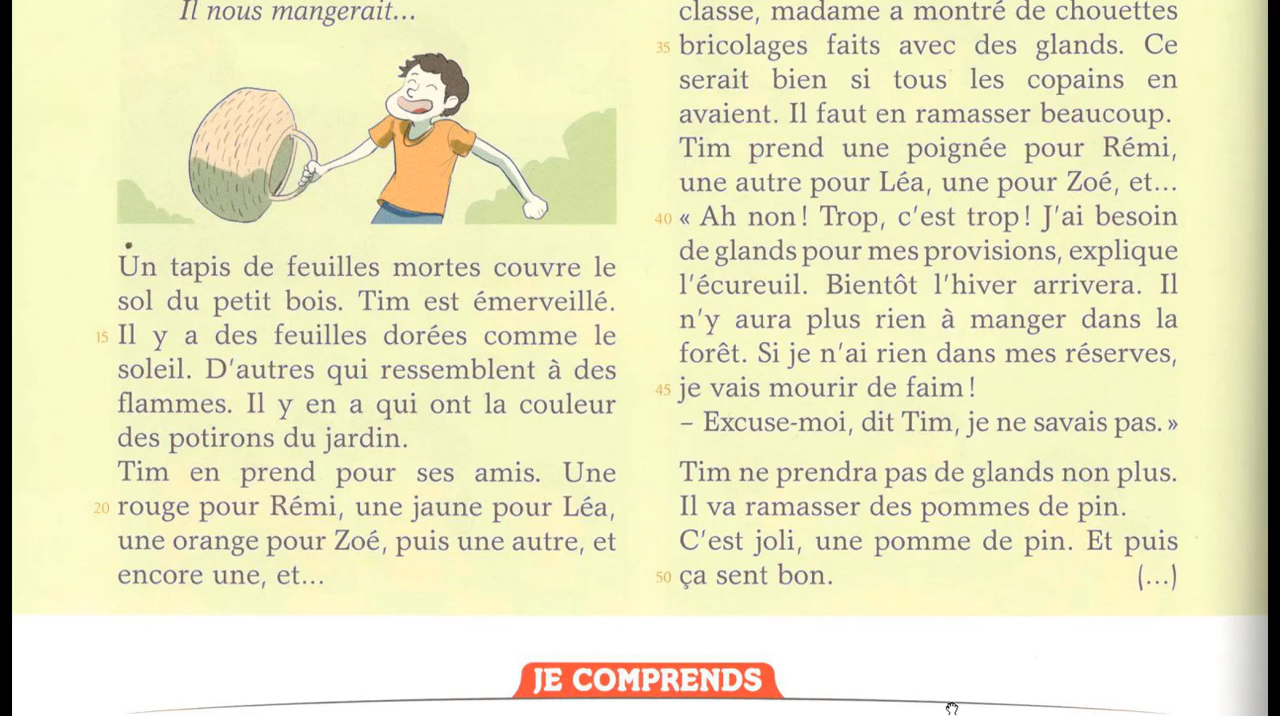 Il nous mangerait...
Un tapis de feuilles mortes couvre le
sol du petit bois. Tim est émerveillé.
15 Il y a des feuilles dorées comme le
soleil. D'autres qui ressemblent à des
flammes. Il y en a qui ont la couleur
des potirons du jardin.
Tim en prend pour ses amis. Une
20 rouge pour Rémi, une jaune pour Léa,
une orange pour Zoé, puis une autre, et
encore une, et...
classe, madame a montré de chouettes
35 bricolages faits avec des glands. Ce
serait bien si tous les copains en
avaient. Il faut en ramasser beaucoup.
Tim prend une poignée pour Rémi,
une autre pour Léa, une pour Zoé, et...
40 « Ah non ! Trop, c'est trop ! J'ai besoin
de glands pour mes provisions, explique
l'écureuil. Bientôt l'hiver arrivera. Il
n'y aura plus rien à manger dans la
forêt. Si je n'ai rien dans mes réserves,
45 je vais mourir de faim !
– Excuse-moi, dit Tim, je ne savais pas. »
Tim ne prendra pas de glands non plus.
Il va ramasser des pommes de pin.
C'est joli, une pomme de pin. Et puis
50 ça sent bon. (...)
JE COMPRENDS